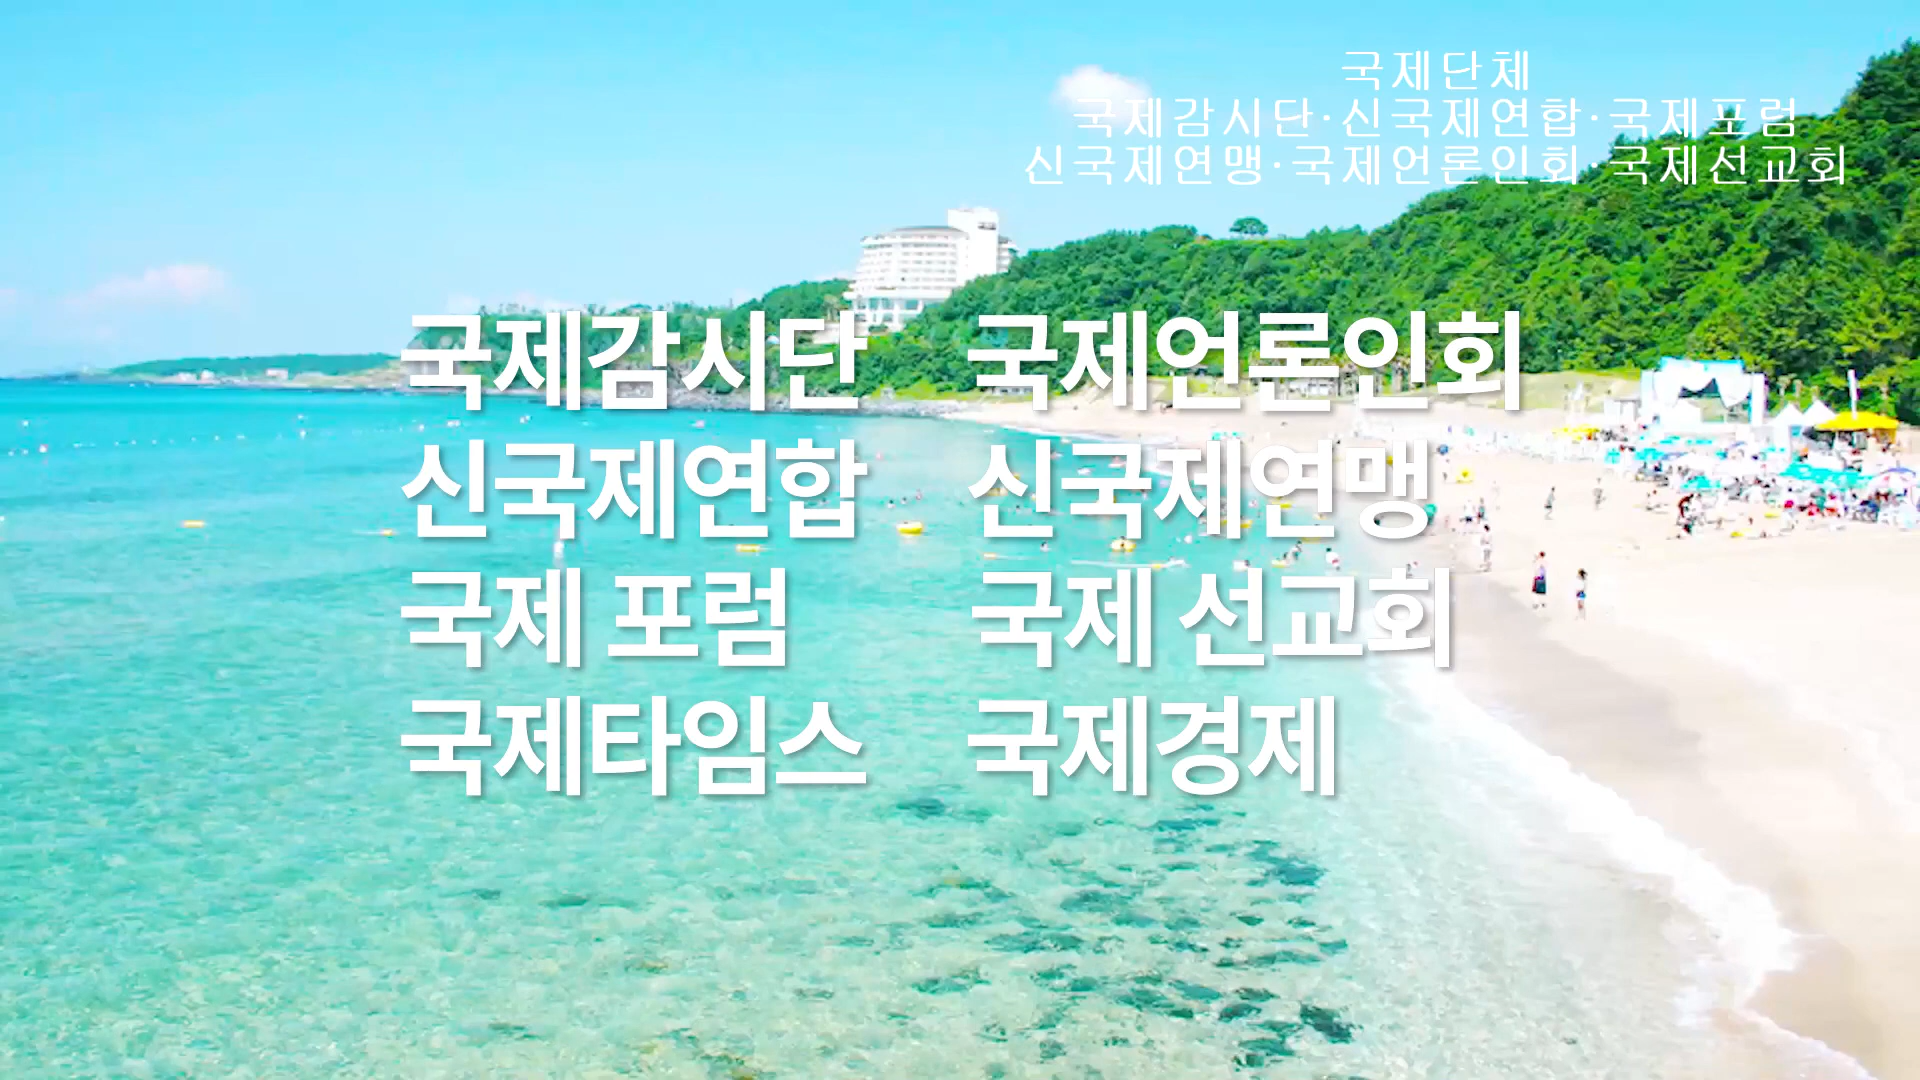 국제단체
국제감시단·신국제연합·국제포럼
신국제연맹·국제언론인회·국제선교회
국제감시단 국제언론인회
신국제연합 신국제연맹
국제 포럼 국제 선교회
국제타임스 국제경제